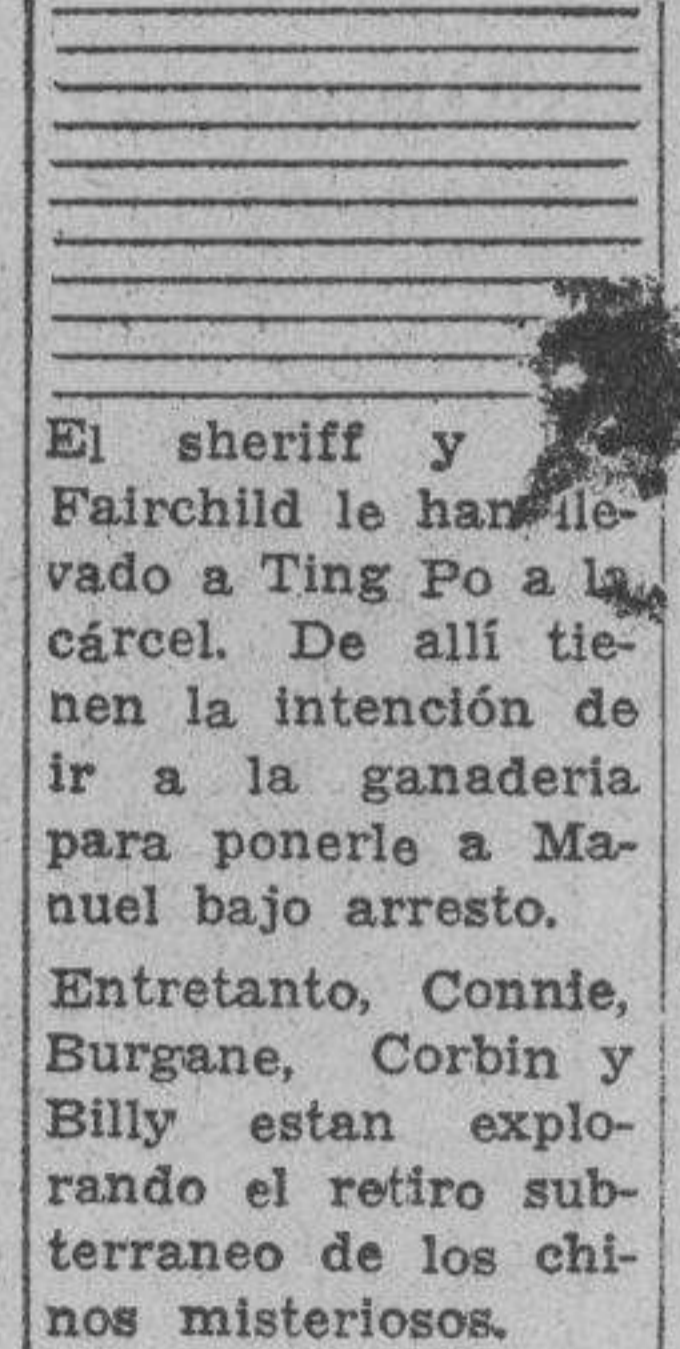 El sheriff y
Fairchild le han lle-
vado a Ting Po a la
cárcel. De allí tie-
nen la intención de
ir a la ganaderia
para ponerle a Ma-
nuel bajo arresto.
Entretanto, Connie,
Burgane, Corbin y
Billy estan explo-
rando el retiro sub-
terraneo de los chi-
nos misteriosos.